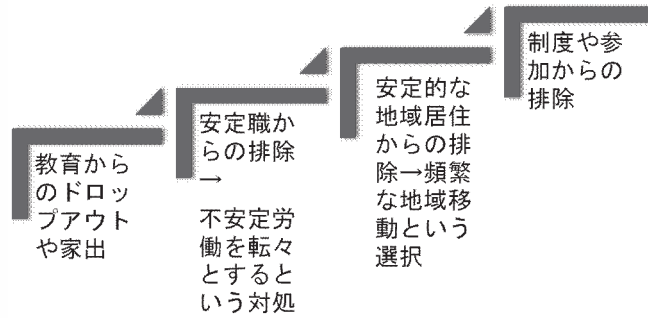 教育から
のドロッ
プアウト
や家出
安定職か
らの排除
→
不安定労
働を転々
とすると
いう対処
安定的な
地域居住
からの排
除→頻繁
な地域移
動という
選択
制度や参
加からの
排除